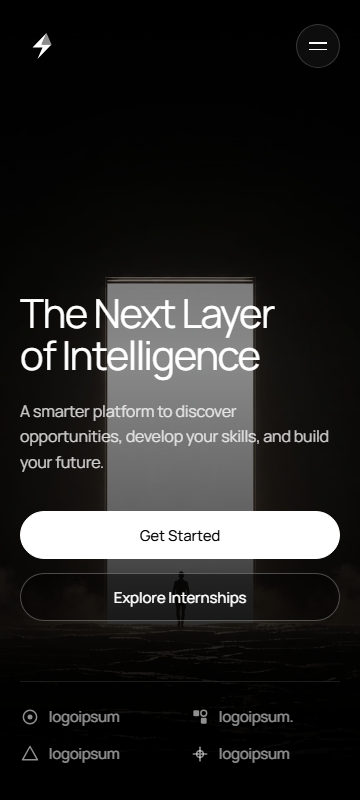 The Next Layer
of Intelligence
A smarter platform to discover
opportunities, develop your skills, and build
your future.
Get Started
Explore Internships
logoipsum
logoipsum.
logoipsum
logoipsum